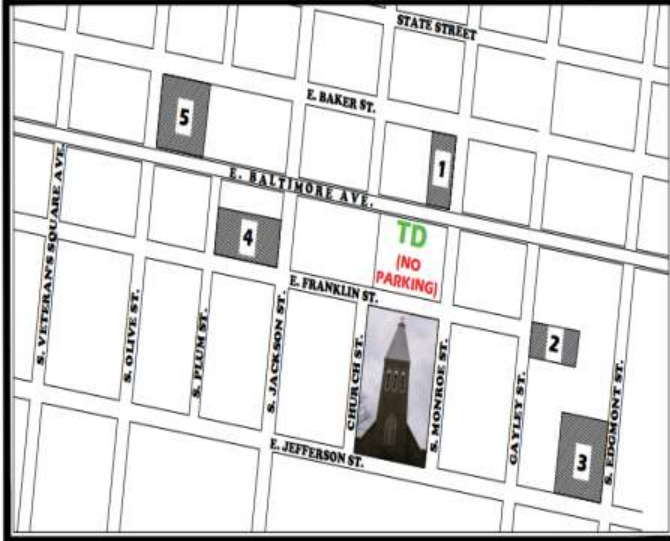 STATE STREET
E. BAKER ST.
5
1
E. BALTIMORE AVE.
TD
(NO
PARKING)
4
E. FRANKLIN ST.
2
3
S. VETERAN'S SQUARE AVE.
S. OLIVE ST.
S. PLUM ST.
S. JACKSON ST.
CHURCH ST.
S. MONROE ST.
GAYLEY ST.
S. EDGMONT ST.
E. JEFFERSON ST.